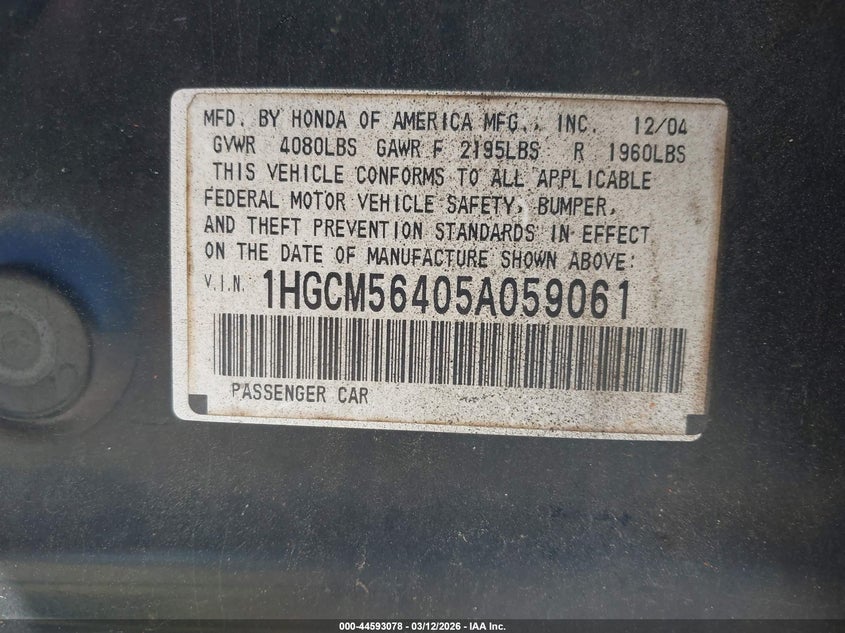 MFD. BY HONDA OF AMERICA MFG., INC. 12/04
GVWR 4080LBS GAWR F 2195LBS R 1960LBS
THIS VEHICLE CONFORMS TO ALL APPLICABLE
FEDERAL MOTOR VEHICLE SAFETY, BUMPER,
AND THEFT PREVENTION STANDARDS IN EFFECT
ON THE DATE OF MANUFACTURE SHOWN ABOVE:
V.I.N. 1HGCM56405A059061
PASSENGER CAR
000-44593078 | 03/12/2026 | IAA Inc.